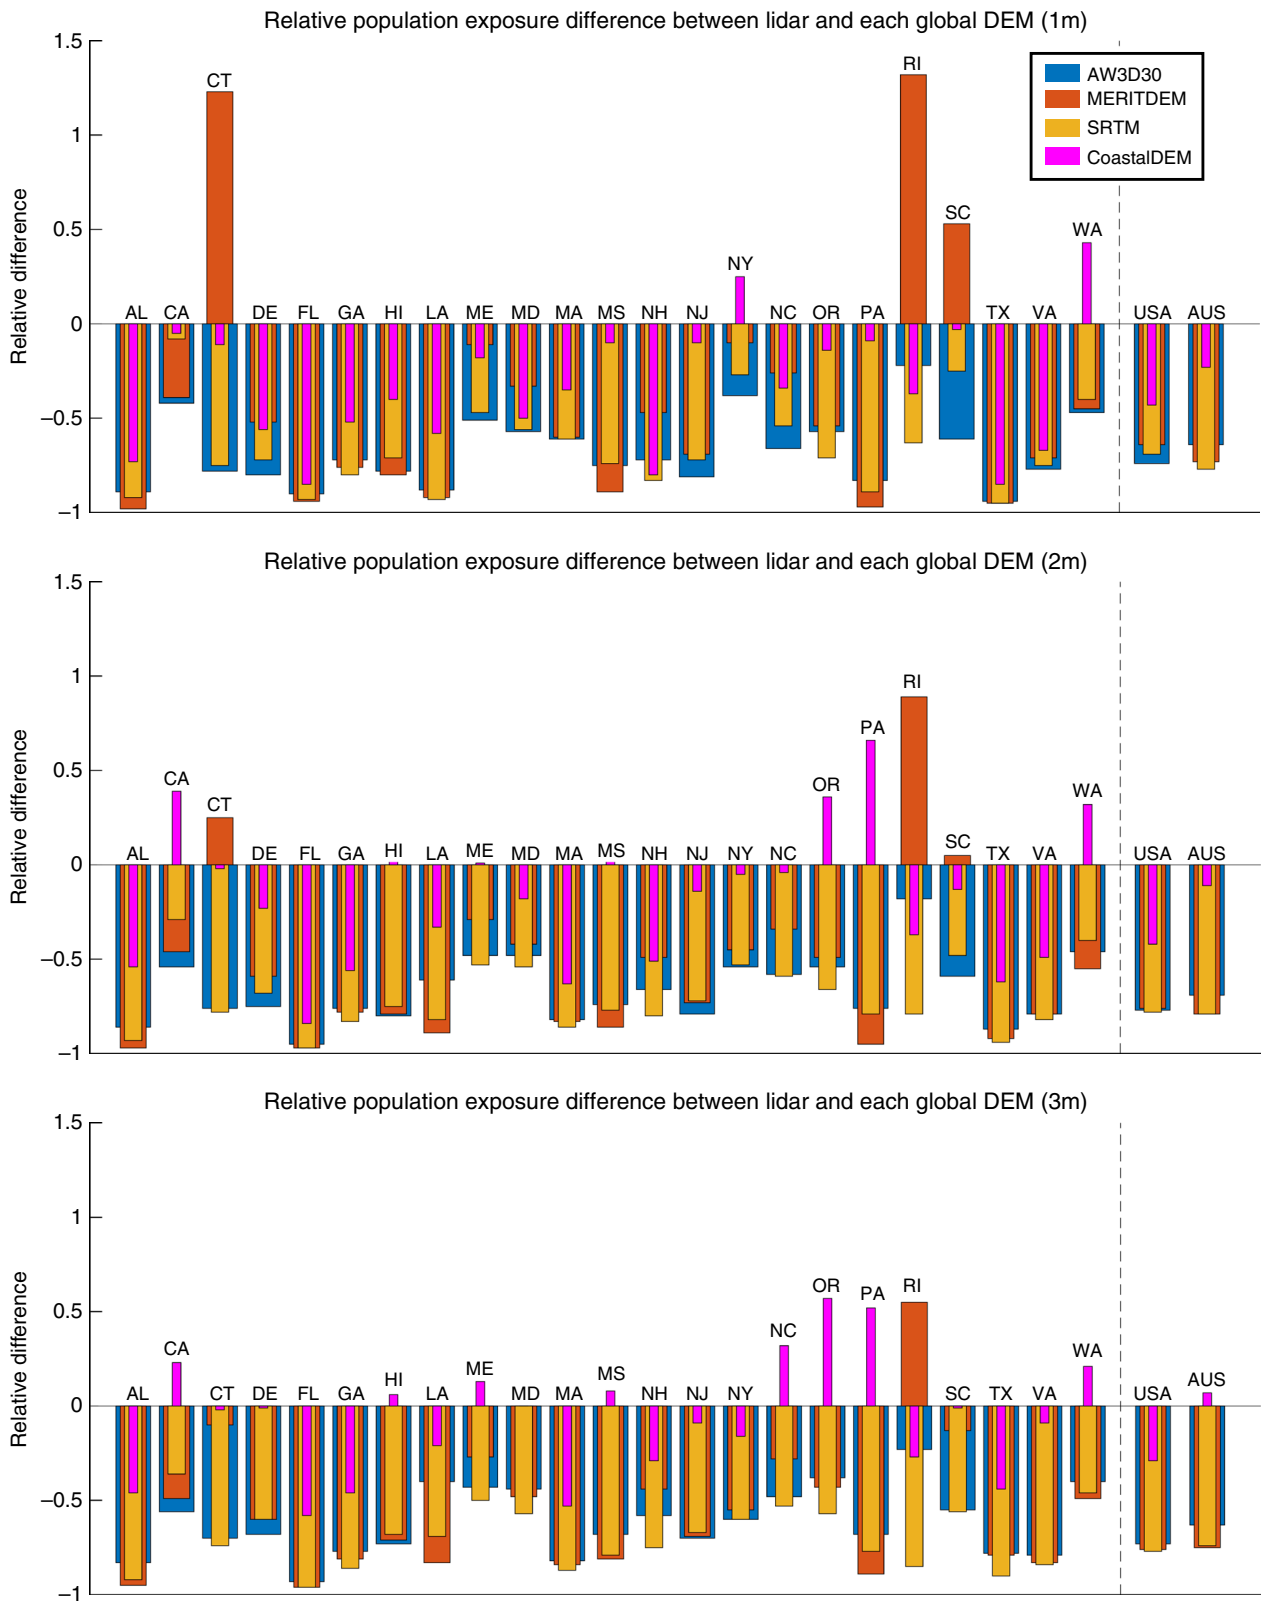 Relative population exposure difference between lidar and each global DEM (1m)
1.5
1
0.5
0
−0.5
−1
Relative difference
AW3D30
MERITDEM
SRTM
CoastalDEM
AL CA CT DE FL GA HI LA ME MD MA MS NH NJ NY NC OR PA RI SC TX VA WA USA AUS
Relative population exposure difference between lidar and each global DEM (2m)
1.5
1
0.5
0
−0.5
−1
Relative difference
AL CA CT DE FL GA HI LA ME MD MA MS NH NJ NY NC OR PA RI SC TX VA WA USA AUS
Relative population exposure difference between lidar and each global DEM (3m)
1.5
1
0.5
0
−0.5
−1
Relative difference
AL CA CT DE FL GA HI LA ME MD MA MS NH NJ NY NC OR PA RI SC TX VA WA USA AUS